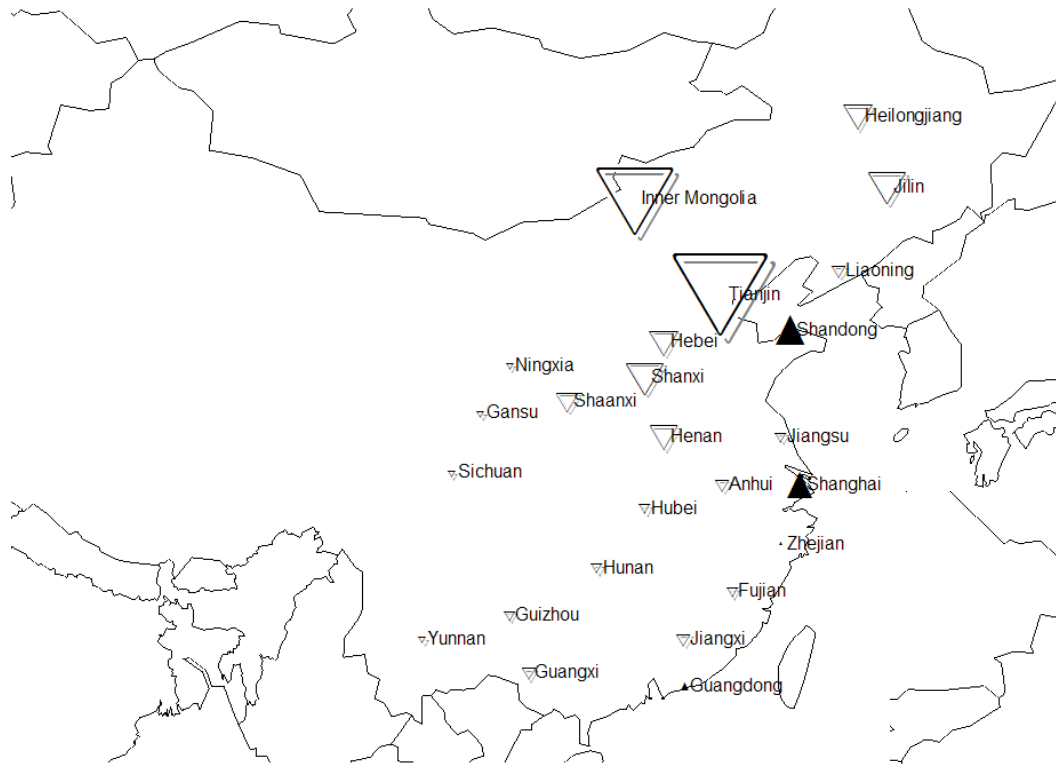 Heilongjiang
Jilin
Inner Mongolia
Liaoning
Tianjin
Shandong
Hebei
Ningxia
Shanxi
Shaanxi
Gansu
Henan
Jiangsu
Sichuan
Anhui
Shanghai
Hubei
Zhejian
Hunan
Fujian
Guizhou
Yunnan
Jiangxi
Guangxi
Guangdong